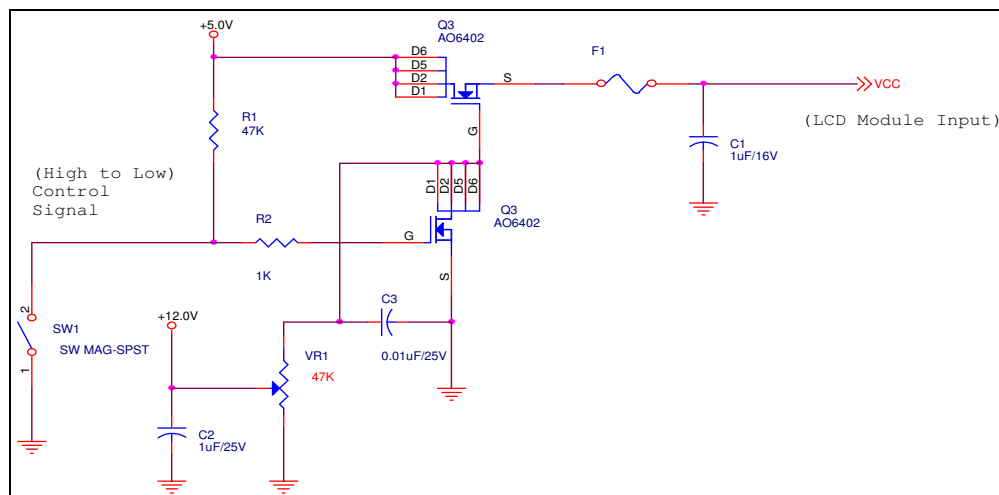 +5.0V
Q3
AO6402
D6
D5
D2
D1
S
G
F1
VCC
(LCD Module Input)
C1
1uF/16V
R1
47K
(High to Low)
Control
Signal
D1
D2
D5
D6
Q3
AO6402
R2
1K
G
S
2
SW1
SW MAG-SPST
1
+12.0V
C3
0.01uF/25V
VR1
47K
C2
1uF/25V